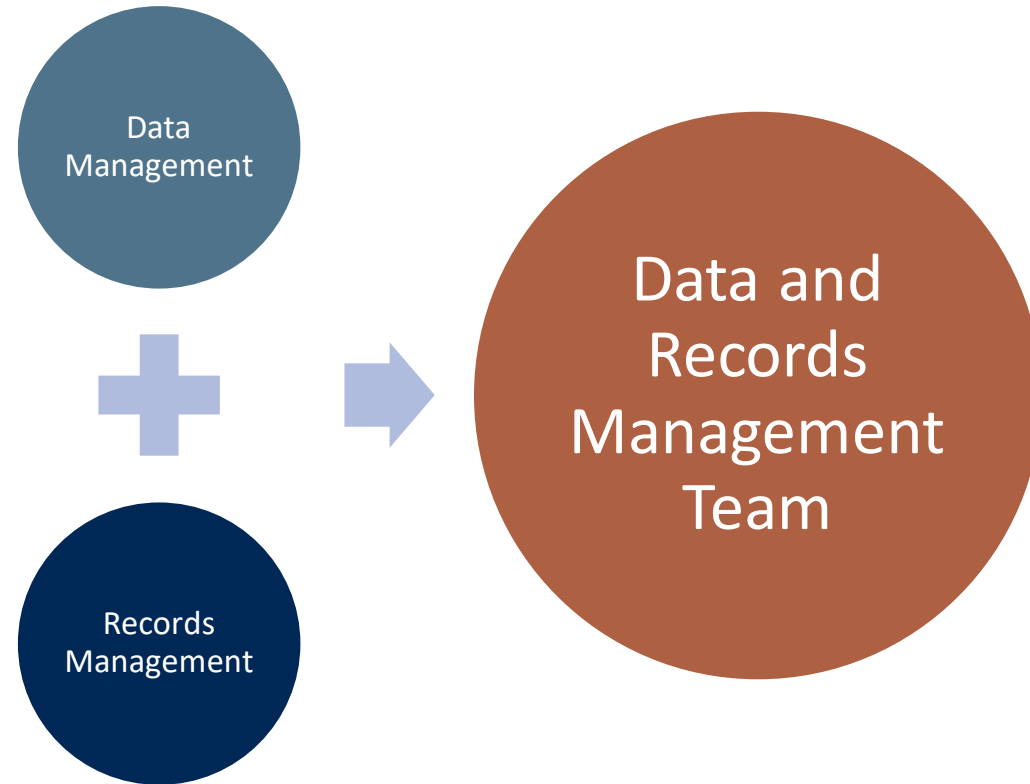 Data
Management
Records
Management
Data and
Records
Management
Team